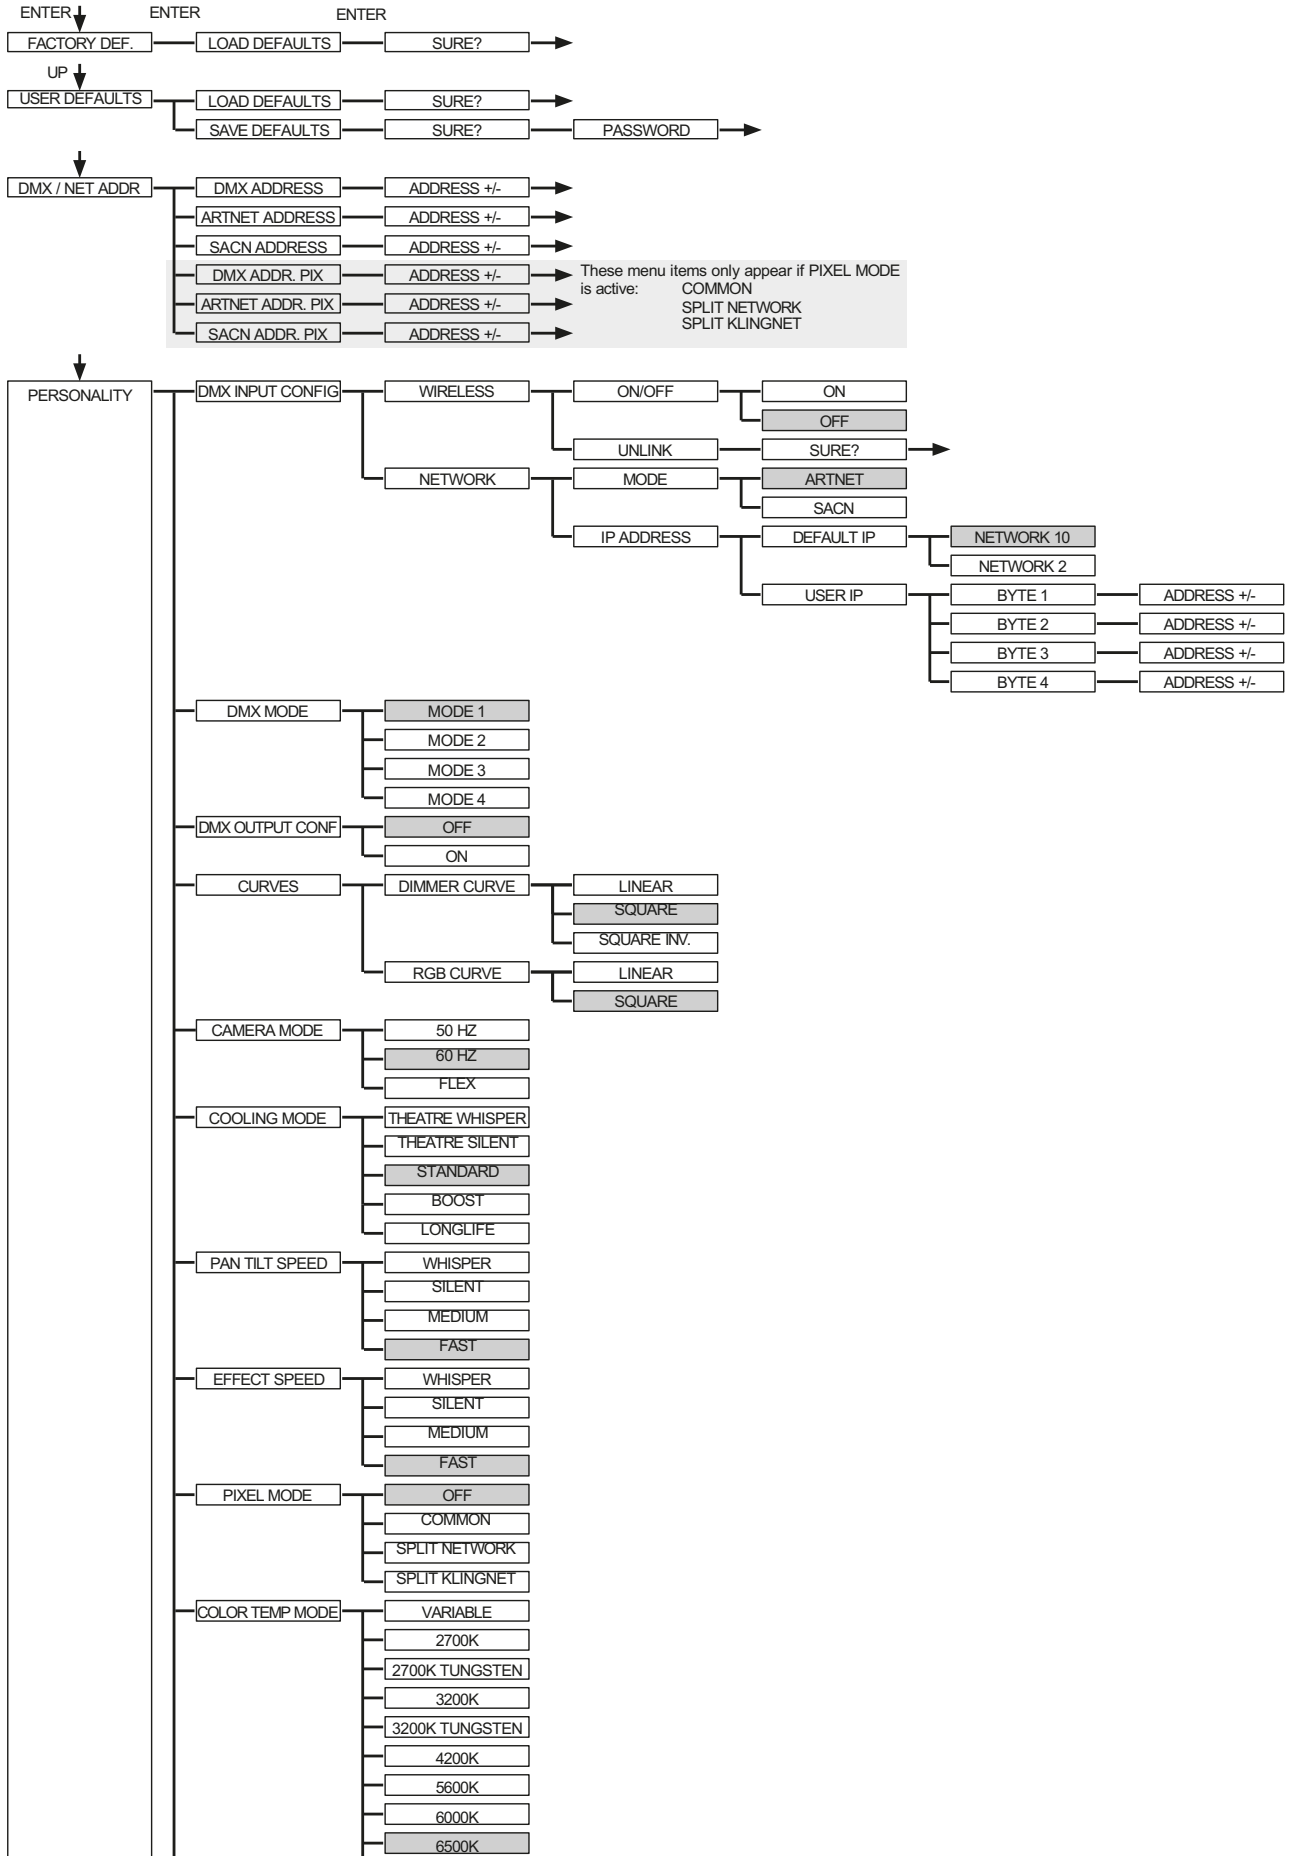 ENTER ENTER ENTER
FACTORY DEF. LOAD DEFAULTS SURE?
UP
USER DEFAULTS LOAD DEFAULTS SURE?
SAVE DEFAULTS SURE? PASSWORD
DMX / NET ADDR DMX ADDRESS ADDRESS +/-
ARTNET ADDRESS ADDRESS +/-
SACN ADDRESS ADDRESS +/-
DMX ADDR. PIX ADDRESS +/- These menu items only appear if PIXEL MODE
is active: COMMON
ARTNET ADDR. PIX ADDRESS +/- SPLIT NETWORK
SPLIT KLINGNET
SACN ADDR. PIX ADDRESS +/-
PERSONALITY DMX INPUT CONFIG WIRELESS ON/OFF ON
OFF
UNLINK SURE?
NETWORK MODE ARTNET
SACN
IP ADDRESS DEFAULT IP NETWORK 10
NETWORK 2
USER IP BYTE 1 ADDRESS +/-
BYTE 2 ADDRESS +/-
BYTE 3 ADDRESS +/-
BYTE 4 ADDRESS +/-
DMX MODE MODE 1
MODE 2
MODE 3
MODE 4
DMX OUTPUT CONF OFF
ON
CURVES DIMMER CURVE LINEAR
SQUARE
SQUARE INV.
RGB CURVE LINEAR
SQUARE
CAMERA MODE 50 HZ
60 HZ
FLEX
COOLING MODE THEATRE WHISPER
THEATRE SILENT
STANDARD
BOOST
LONGLIFE
PAN TILT SPEED WHISPER
SILENT
MEDIUM
FAST
EFFECT SPEED WHISPER
SILENT
MEDIUM
FAST
PIXEL MODE OFF
COMMON
SPLIT NETWORK
SPLIT KLINGNET
COLOR TEMP MODE VARIABLE
2700K
2700K TUNGSTEN
3200K
3200K TUNGSTEN
4200K
5600K
6000K
6500K